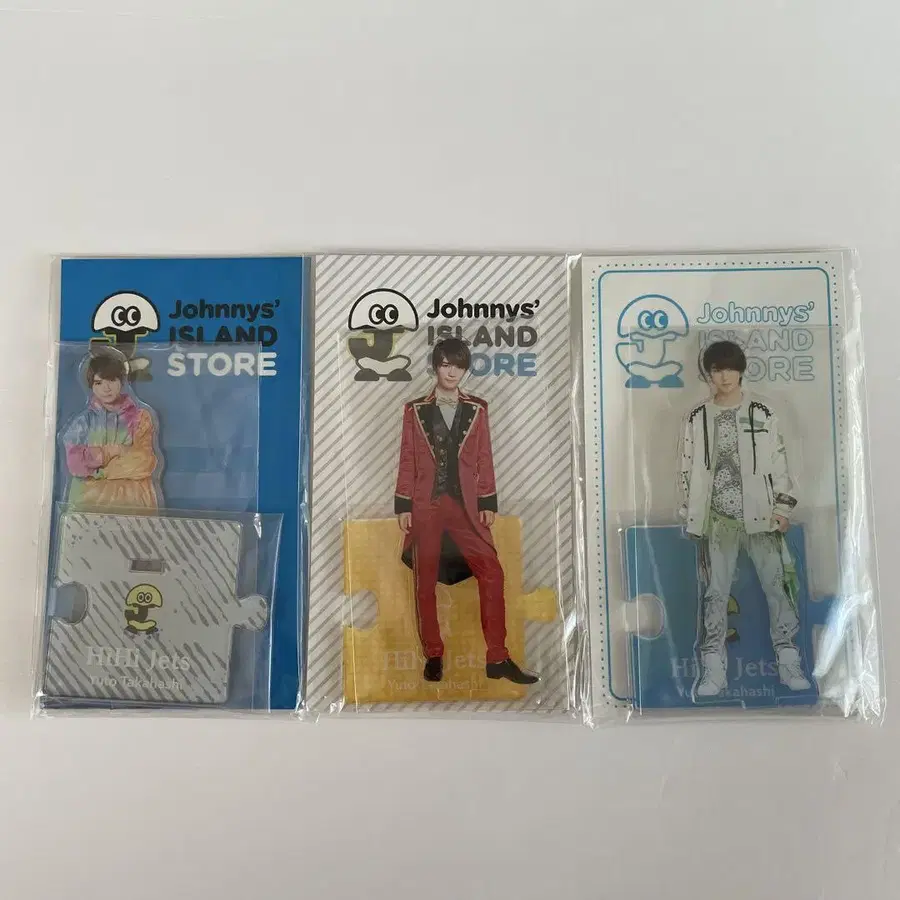 Johnnys'
ISLAND
STORE
HiHi Jets
Yuto Takahashi
Johnnys'
ISLAND
STORE
HiHi Jets
Yuto Takahashi
Johnnys'
ISLAND
STORE
HiHi Jets
Yuto Takahashi